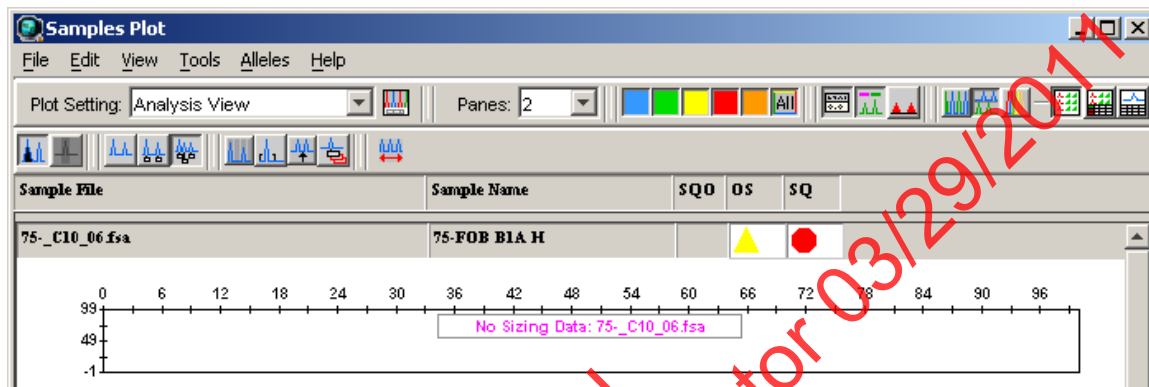 Samples Plot
File Edit View Tools Alleles Help
Plot Setting: Analysis View Panes: 2 All
Sample File Sample Name SQO OS SQ
75-_C10_06.fsa 75-FOB B1A H
0 6 12 18 24 30 36 42 48 54 60 66 72 78 84 90 96
99
No Sizing Data: 75-_C10_06.fsa
49
-1
tor 03/29/2011